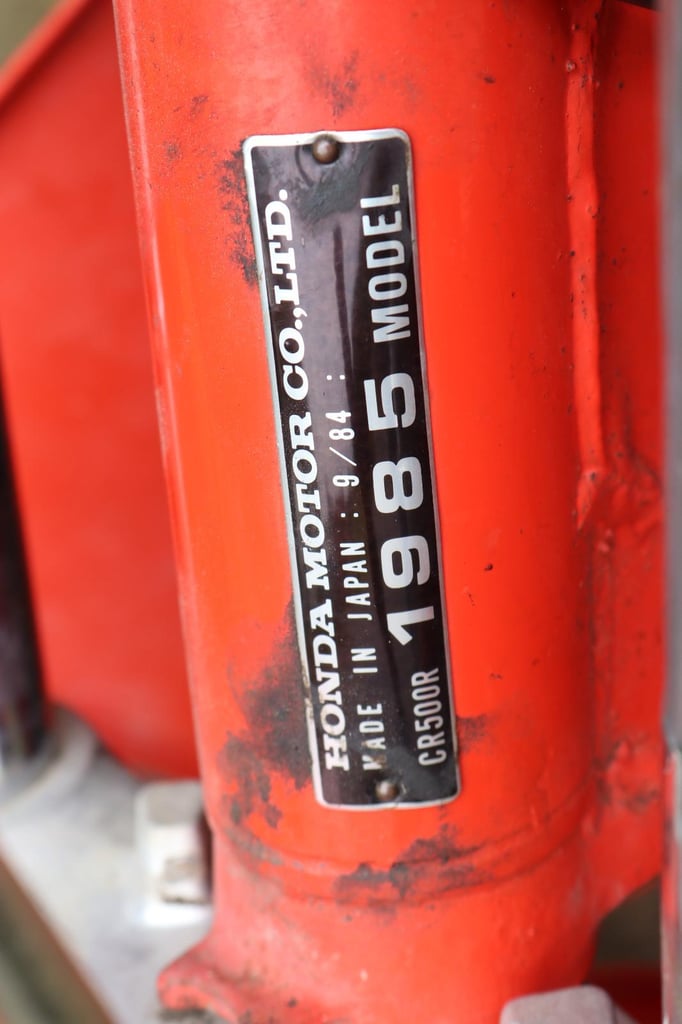 HONDA MOTOR CO.,LTD.
MADE IN JAPAN : 9/84 :
CR500R 1985 MODEL